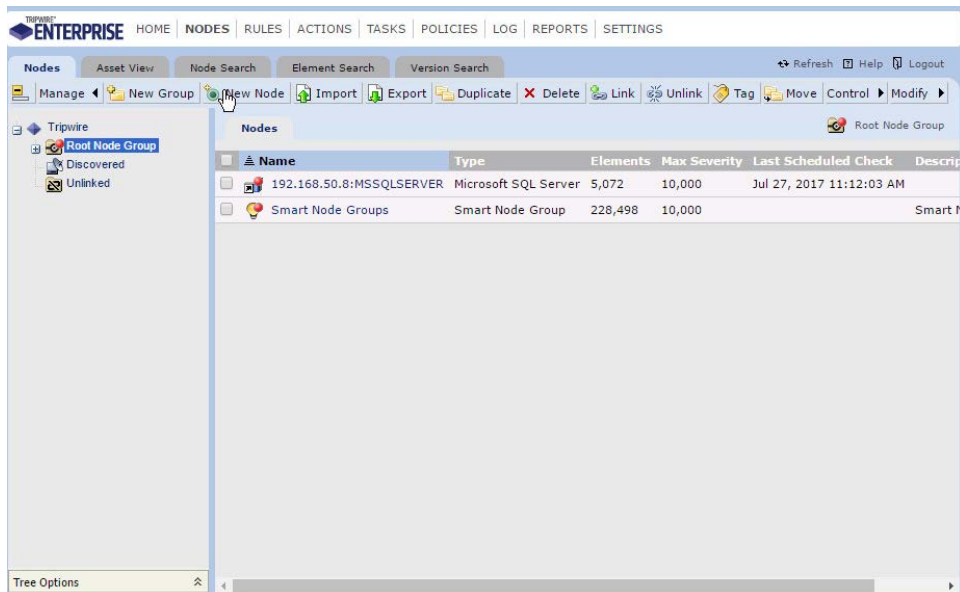 TRIPWIRE
ENTERPRISE HOME NODES RULES ACTIONS TASKS POLICIES LOG REPORTS SETTINGS
Nodes Asset View Node Search Element Search Version Search Refresh Help Logout
Manage New Group New Node Import Export Duplicate Delete Link Unlink Tag Move Control Modify
Tripwire
Root Node Group
Discovered
Unlinked
Nodes Root Node Group
Name Type Elements Max Severity Last Scheduled Check Descrip
192.168.50.8:MSSQLSERVER Microsoft SQL Server 5,072 10,000 Jul 27, 2017 11:12:03 AM
Smart Node Groups Smart Node Group 228,498 10,000 Smart N
Tree Options